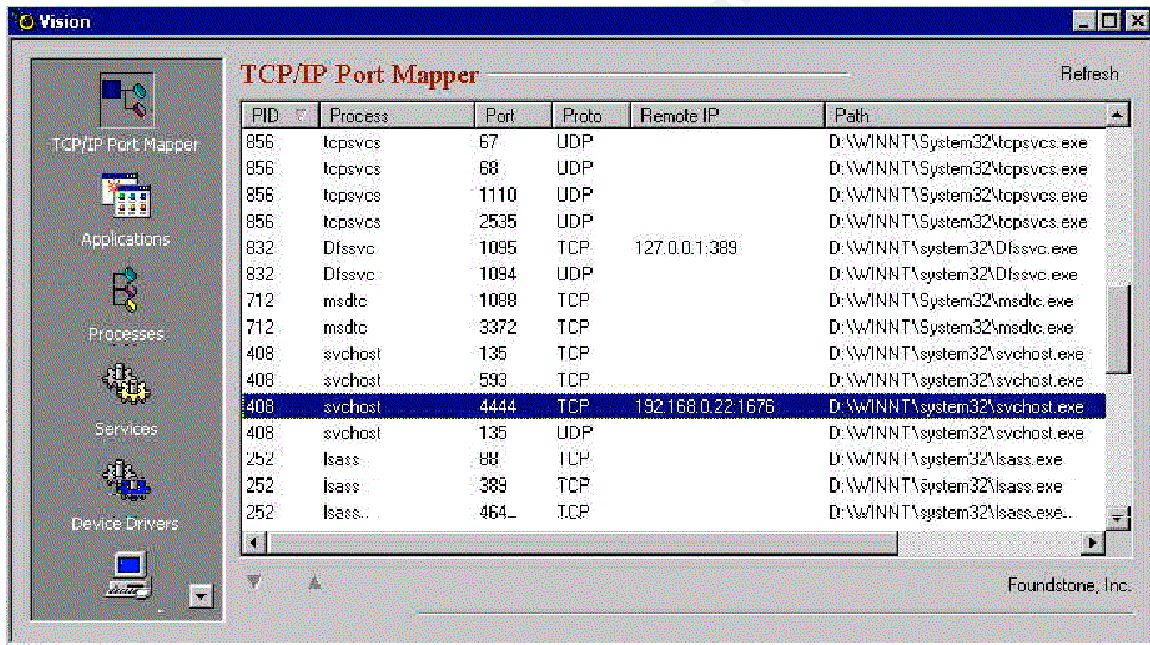 Vision
TCP/IP Port Mapper
Refresh
PID Process Port Proto Remote IP Path
TCP/IP Port Mapper
Applications
Processes
Services
Device Drivers
856 tcpsvcs 67 UDP D:\WINNT\System32\tcpsvcs.exe
856 tcpsvcs 68 UDP D:\WINNT\System32\tcpsvcs.exe
856 tcpsvcs 1110 UDP D:\WINNT\System32\tcpsvcs.exe
856 tcpsvcs 2535 UDP D:\WINNT\System32\tcpsvcs.exe
832 Dfssvc 1095 TCP 127.0.0.1:389 D:\WINNT\system32\Dfssvc.exe
832 Dfssvc 1094 UDP D:\WINNT\system32\Dfssvc.exe
712 msdtc 1088 TCP D:\WINNT\System32\msdtc.exe
712 msdtc 3372 TCP D:\WINNT\System32\msdtc.exe
408 svchost 135 TCP D:\WINNT\system32\svchost.exe
408 svchost 593 TCP D:\WINNT\system32\svchost.exe
408 svchost 4444 TCP 192.168.0.22:1676 D:\WINNT\system32\svchost.exe
408 svchost 135 UDP D:\WINNT\system32\svchost.exe
252 lsass 88 TCP D:\WINNT\system32\lsass.exe
252 lsass 389 TCP D:\WINNT\system32\lsass.exe
252 lsass 464 TCP D:\WINNT\system32\lsass.exe
Foundstone, Inc.